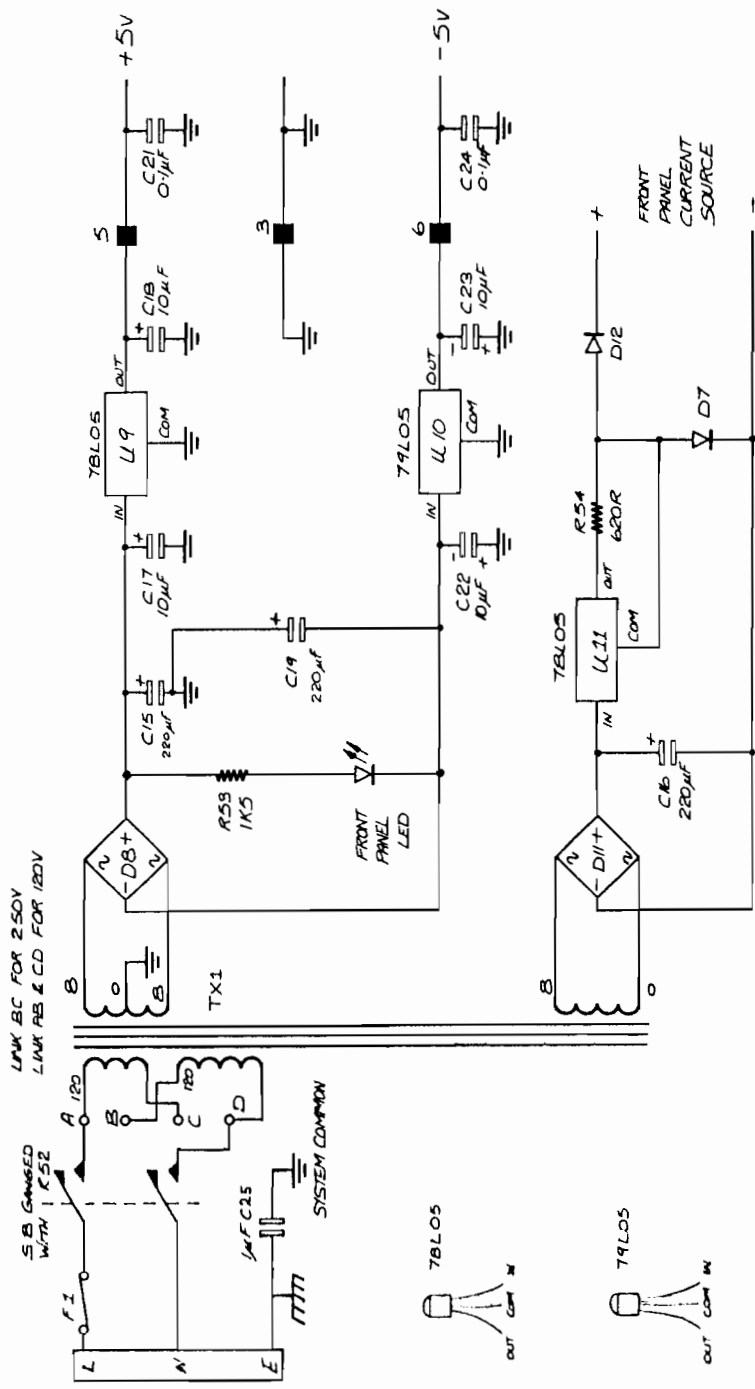 S8 GANGED
WITH R52
LINK BC FOR 250V
LINK AB & CD FOR 120V
F1
L
N
E
A
B
C
D
120
120
1µF C25
SYSTEM COMMON
8
0
8
TX1
~
-D8+
~
R53
1K5
FRONT
PANEL
LED
C15
220µF
C19
220µF
C17
10µF
78L05
IN
U9
OUT
COM
C18
10µF
5
C21
0·1µF
+5V
3
C22
10µF
79L05
IN
U10
OUT
COM
C23
10µF
6
C24
0·1µF
-5V
8
0
~
-D11+
~
C16
220µF
78L05
IN
U11
OUT
COM
R54
620R
D7
D12
+
-
FRONT
PANEL
CURRENT
SOURCE
78L05
OUT COM IN
79L05
OUT COM IN